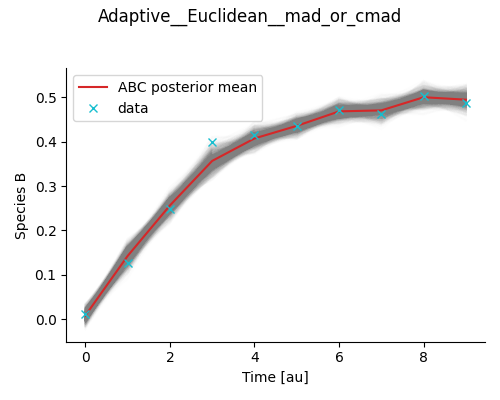 Adaptive__Euclidean__mad_or_cmad
ABC posterior mean
data
Species B
0.5
0.4
0.3
0.2
0.1
0.0
0 2 4 6 8
Time [au]